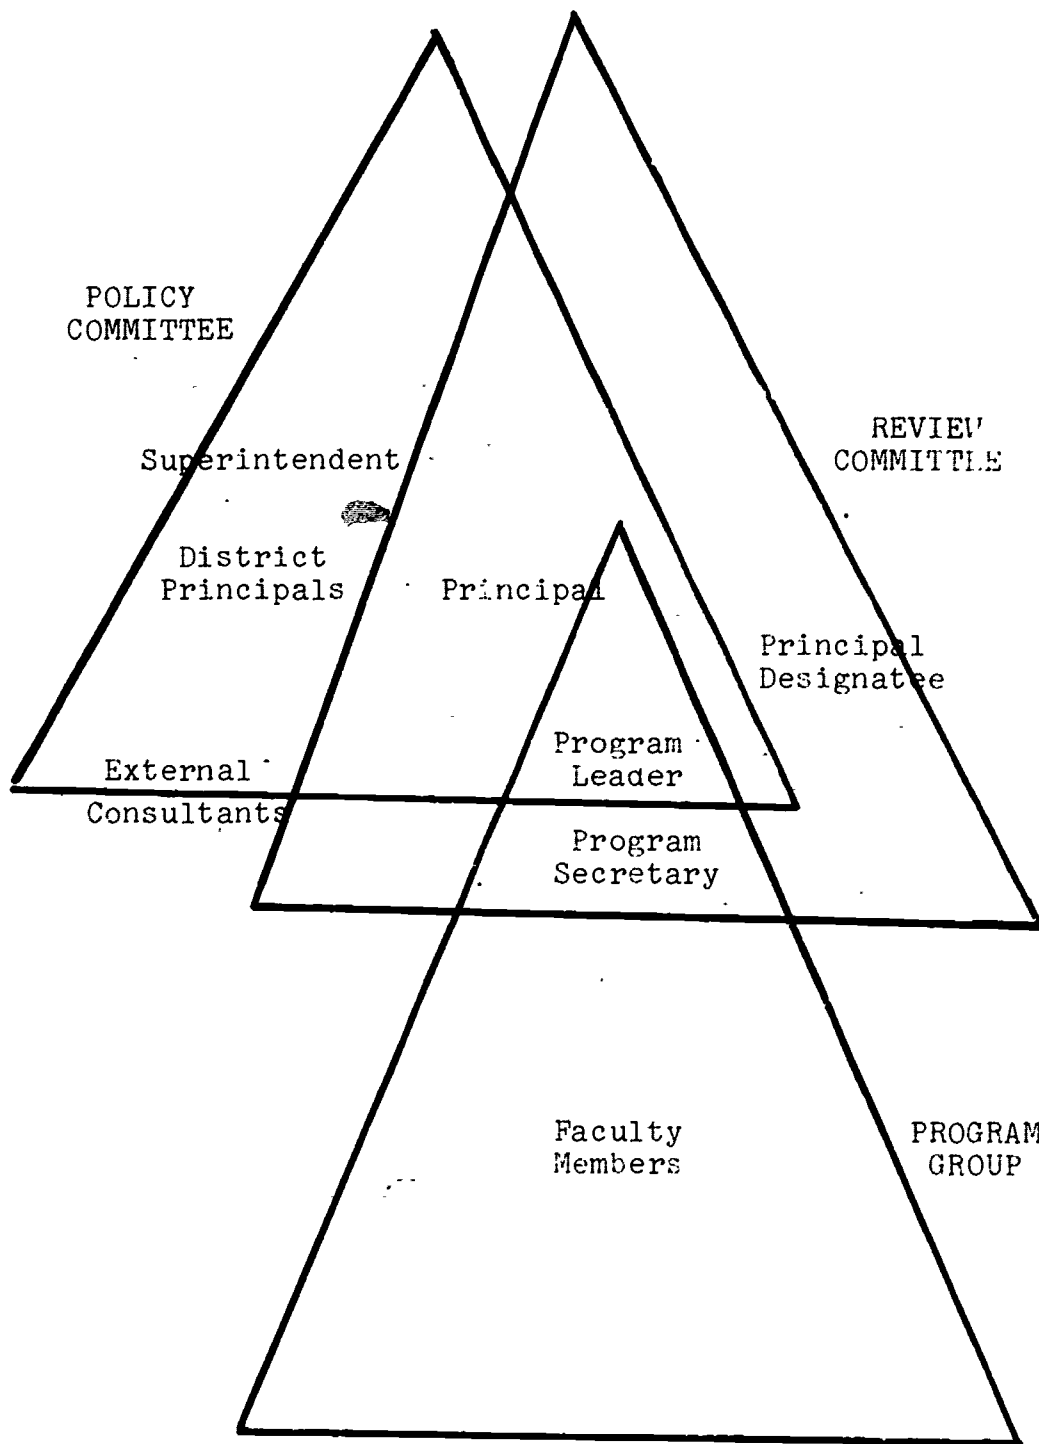 POLICY
COMMITTEE
REVIEW
COMMITTEE
Superintendent
District
Principals
Principal
Principal
Designatee
Program
Leader
External
Consultants
Program
Secretary
Faculty
Members
PROGRAM
GROUP